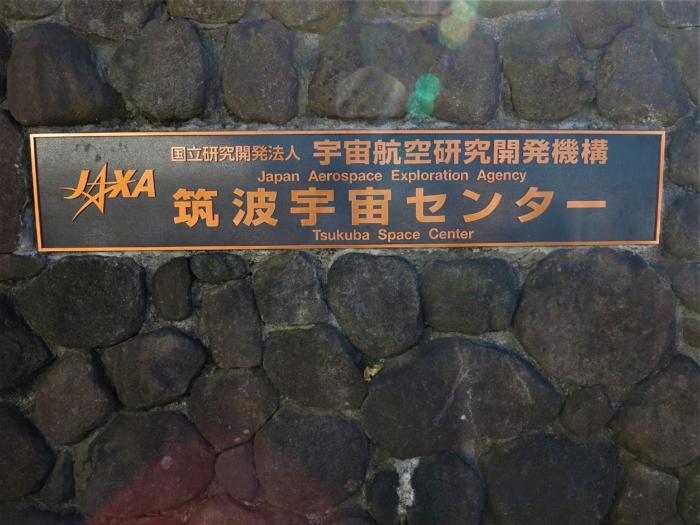 JAXA
国立研究開発法人 宇宙航空研究開発機構
Japan Aerospace Exploration Agency
筑波宇宙センター
Tsukuba Space Center